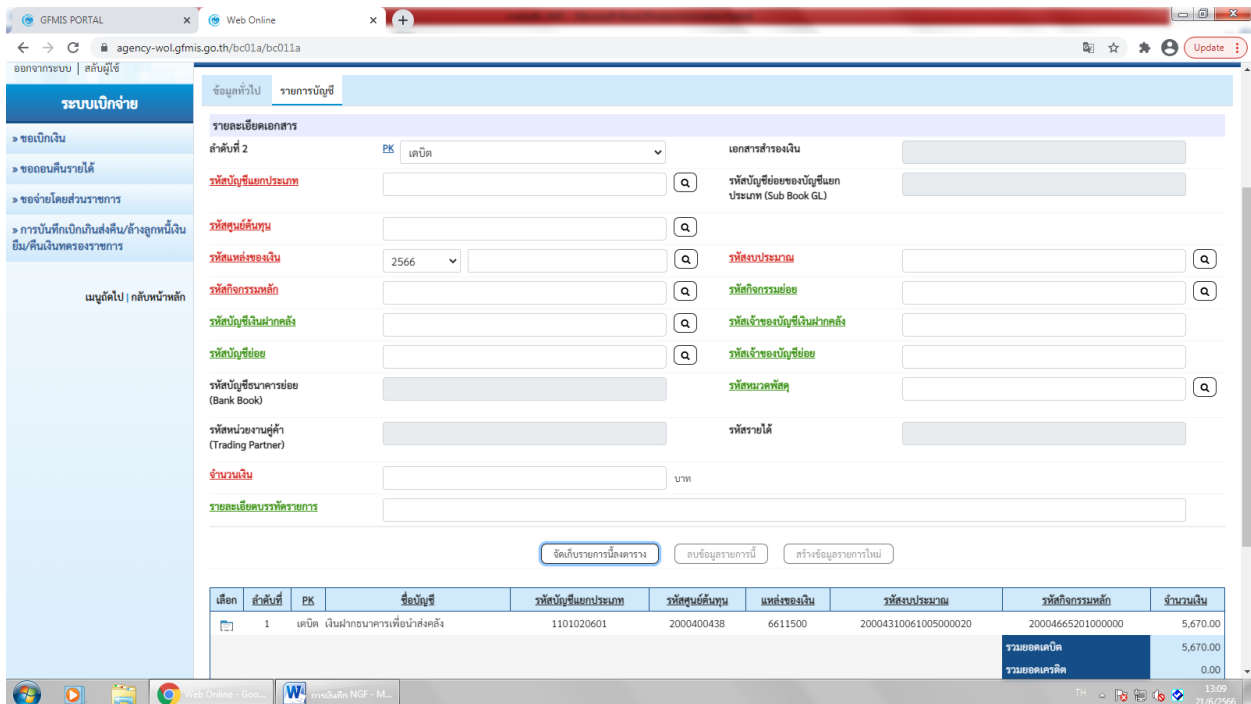 GFMIS PORTAL
Web Online
agency-wol.gfmis.go.th/bc01a/bc011a
Update
ออกจากระบบ | สลับผู้ใช้
ระบบเบิกจ่าย
» ขอเบิกเงิน
» ขอถอนคืนรายได้
» ขอจ่ายโดยส่วนราชการ
» การบันทึกเบิกเกินส่งคืน/ล้างลูกหนี้เงิน
ยืม/คืนเงินทดรองราชการ
เมนูถัดไป | กลับหน้าหลัก
ข้อมูลทั่วไป รายการบัญชี
รายละเอียดเอกสาร
ลำดับที่ 2 PK เดบิต เอกสารสำรองเงิน
รหัสบัญชีแยกประเภท รหัสบัญชีย่อยของบัญชีแยก
ประเภท (Sub Book GL)
รหัสศูนย์ต้นทุน
รหัสแหล่งของเงิน 2566 รหัสงบประมาณ
รหัสกิจกรรมหลัก รหัสกิจกรรมย่อย
รหัสบัญชีเงินฝากคลัง รหัสเจ้าของบัญชีเงินฝากคลัง
รหัสบัญชีย่อย รหัสเจ้าของบัญชีย่อย
รหัสบัญชีธนาคารย่อย รหัสหมวดพัสดุ
(Bank Book)
รหัสหน่วยงานคู่ค้า รหัสรายได้
(Trading Partner)
จำนวนเงิน บาท
รายละเอียดบรรทัดรายการ
จัดเก็บรายการนี้ลงตาราง ลบข้อมูลรายการนี้ สร้างข้อมูลรายการใหม่
เลือก ลำดับที่ PK ชื่อบัญชี รหัสบัญชีแยกประเภท รหัสศูนย์ต้นทุน แหล่งของเงิน รหัสงบประมาณ รหัสกิจกรรมหลัก จำนวนเงิน
1 เดบิต เงินฝากธนาคารเพื่อนำส่งคลัง 1101020601 2000400438 6611500 20004310061005000020 20004665201000000 5,670.00
รวมยอดเดบิต 5,670.00
รวมยอดเครดิต 0.00
Web Online - Goo...
การบันทึก NGF - M...
TH
13:09
21/6/2566